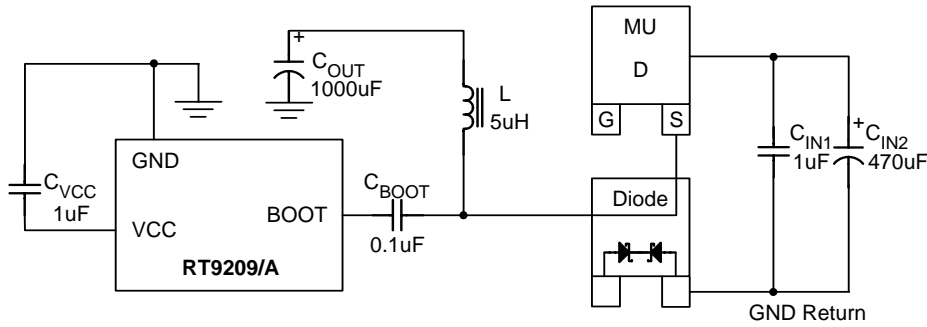 MU
D
G
S
+
C_OUT
1000uF
L
5uH
GND
C_VCC
1uF
VCC
BOOT
RT9209/A
C_BOOT
0.1uF
Diode
C_IN1
1uF
+
C_IN2
470uF
GND Return